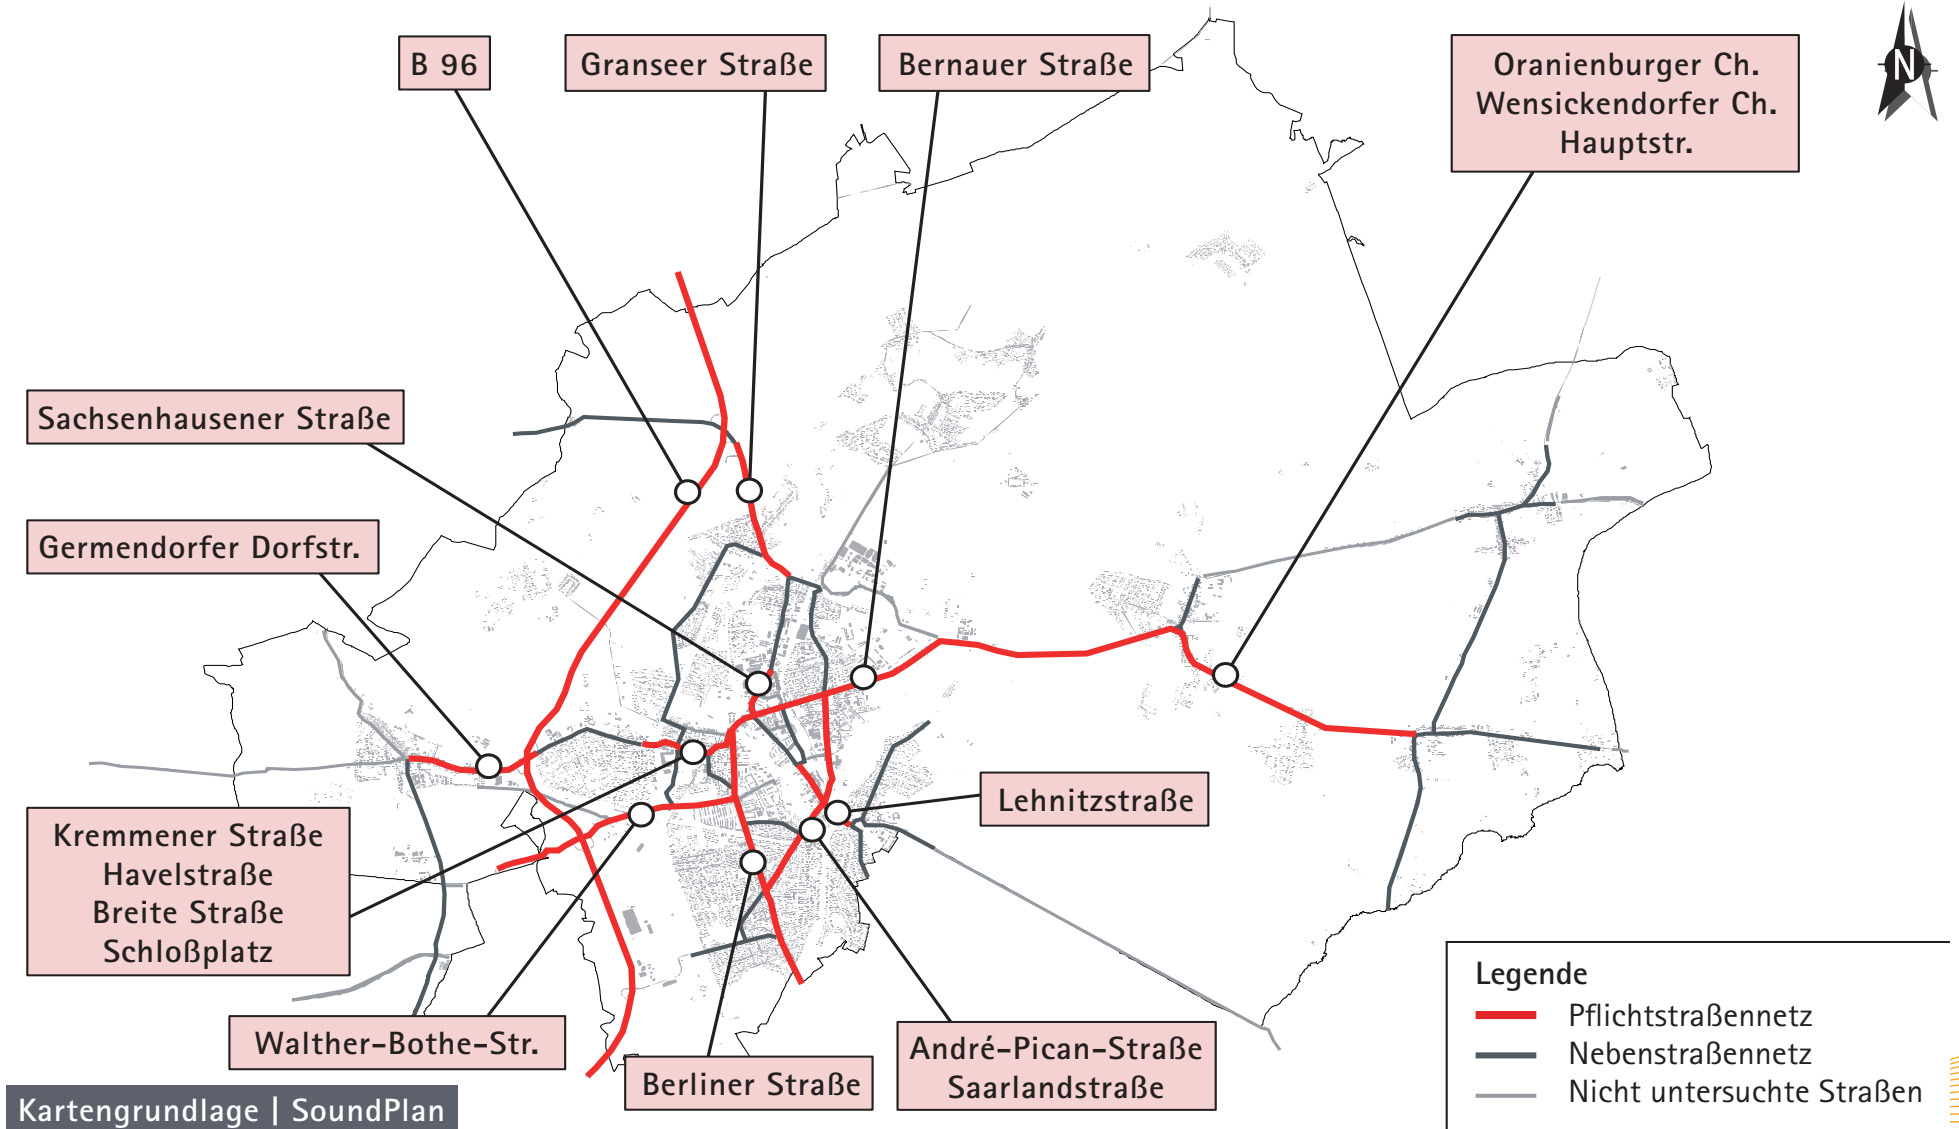 B 96
Granseer Straße
Bernauer Straße
Oranienburger Ch.
Wensickendorfer Ch.
Hauptstr.
N
Sachsenhausener Straße
Germendorfer Dorfstr.
Lehnitzstraße
Kremmener Straße
Havelstraße
Breite Straße
Schloßplatz
Walther-Bothe-Str.
Berliner Straße
André-Pican-Straße
Saarlandstraße
Legende
Pflichtstraßennetz
Nebenstraßennetz
Nicht untersuchte Straßen
Kartengrundlage | SoundPlan